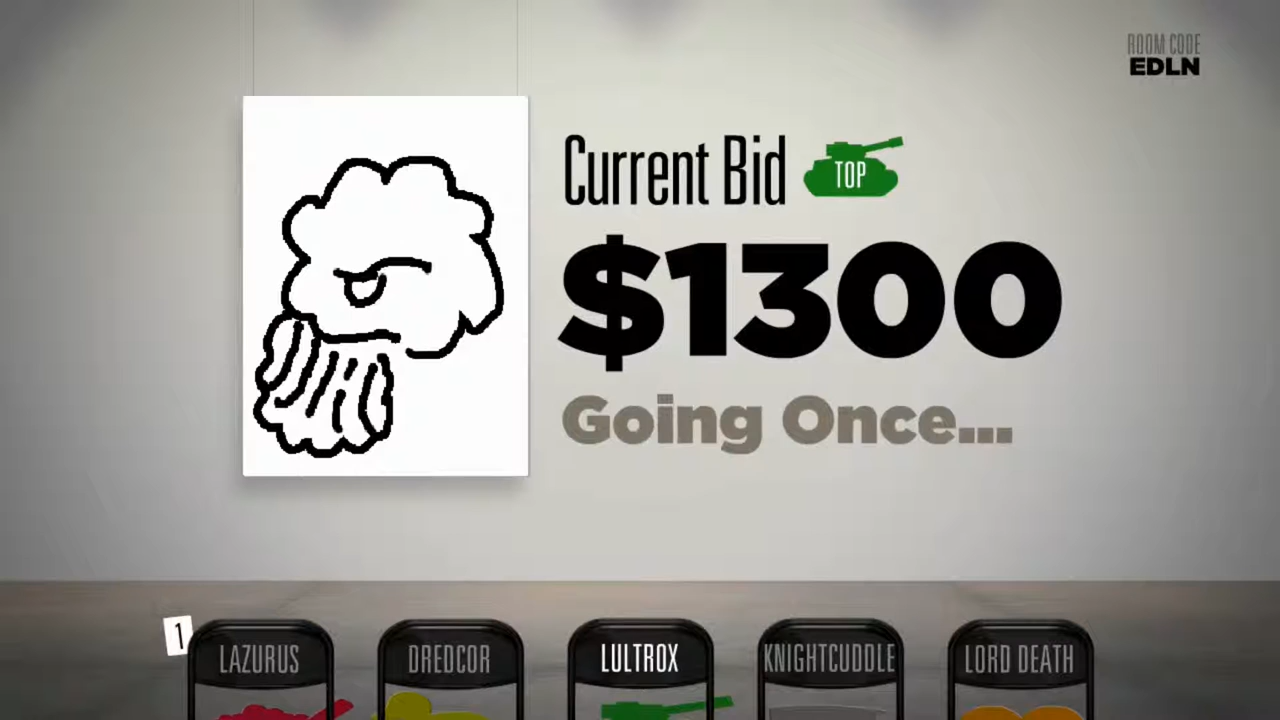 ROOM CODE
EDLN
Current Bid TOP
$1300
Going Once...
1
LAZURUS DREDCOR LULTROX KNIGHTCUDDLE LORD DEATH